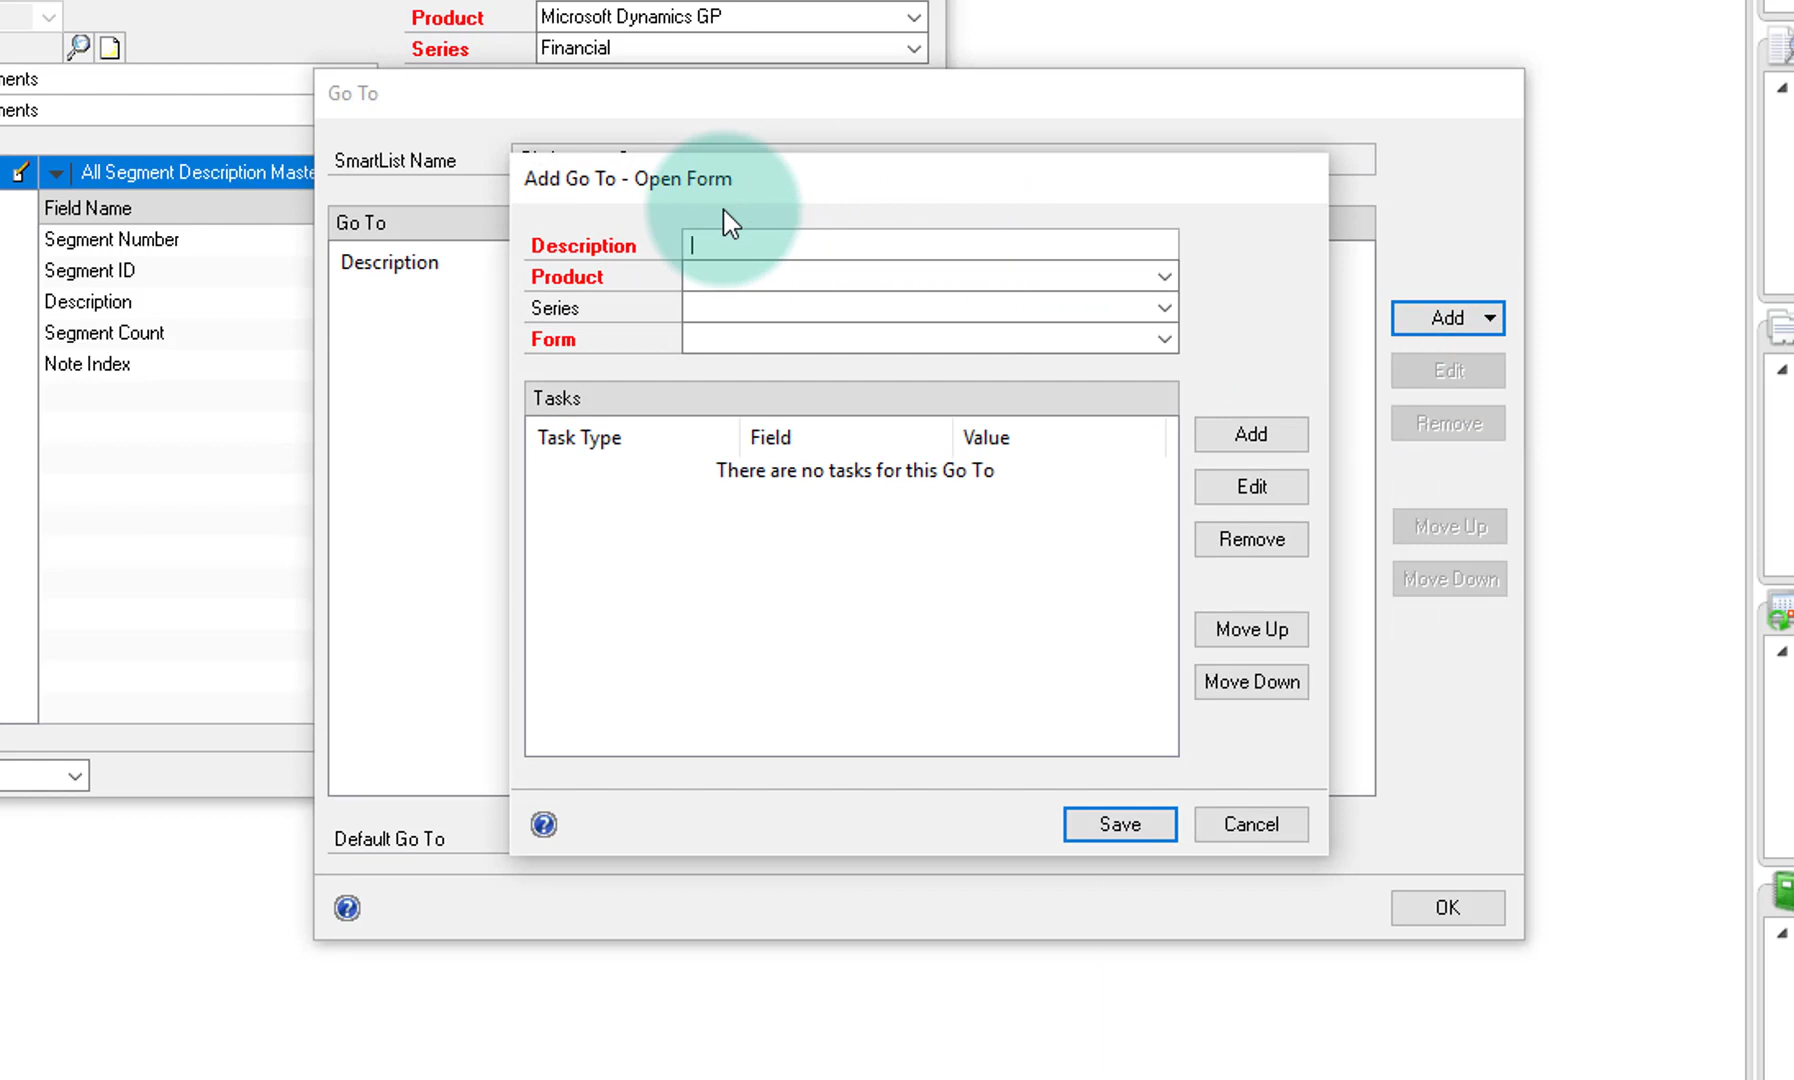 Product Microsoft Dynamics GP
Series Financial
ments
ments
Go To
SmartList Name
All Segment Description Maste
Add Go To - Open Form
Field Name
Go To
Segment Number
Description
Description
Segment ID
Product
Description
Series
Add
Segment Count
Form
Note Index
Edit
Tasks
Remove
Task Type Field Value
Add
There are no tasks for this Go To
Edit
Move Up
Remove
Move Down
Move Up
Move Down
Save
Cancel
Default Go To
OK